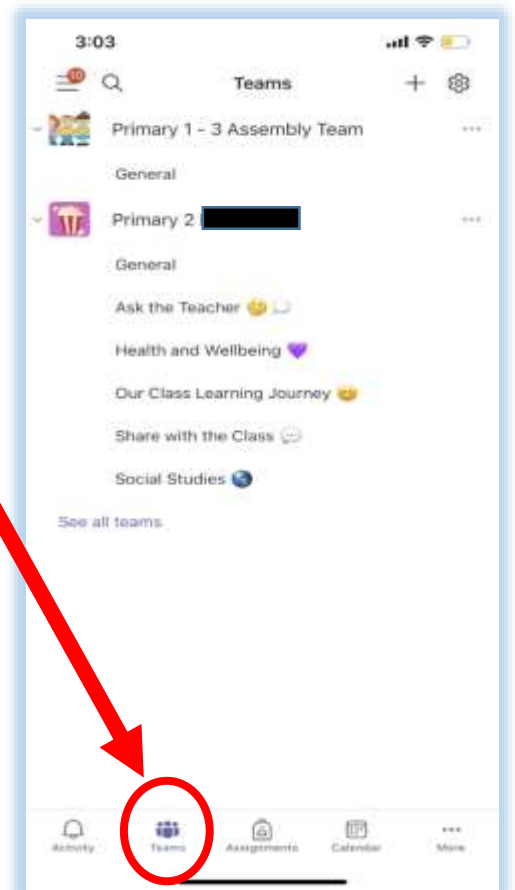 3:03
10
Teams
Primary 1 - 3 Assembly Team
General
Primary 2
General
Ask the Teacher 🤔 💭
Health and Wellbeing 💜
Our Class Learning Journey 😊
Share with the Class 💬
Social Studies 🌍
See all teams
Activity Teams Assignments Calendar More